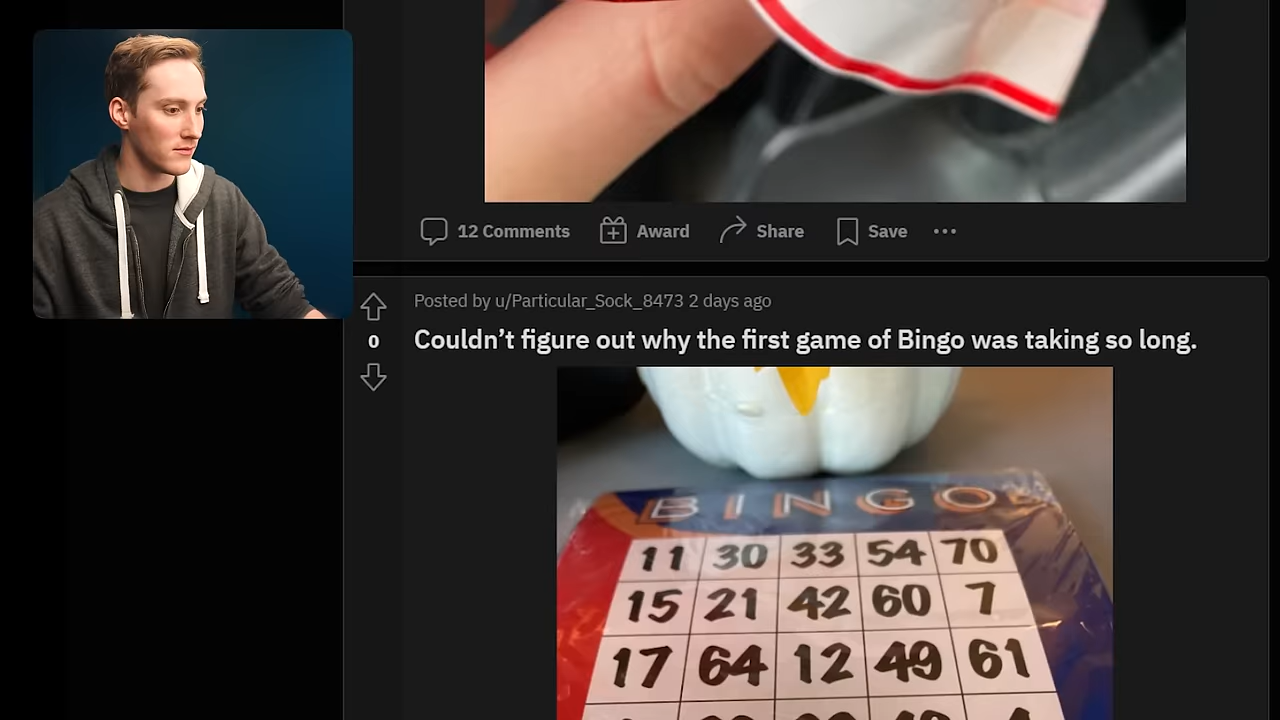 12 Comments Award Share Save
Posted by u/Particular_Sock_8473 2 days ago
0
Couldn’t figure out why the first game of Bingo was taking so long.
BINGO
11 30 33 54 70
15 21 42 60 7
17 64 12 49 61